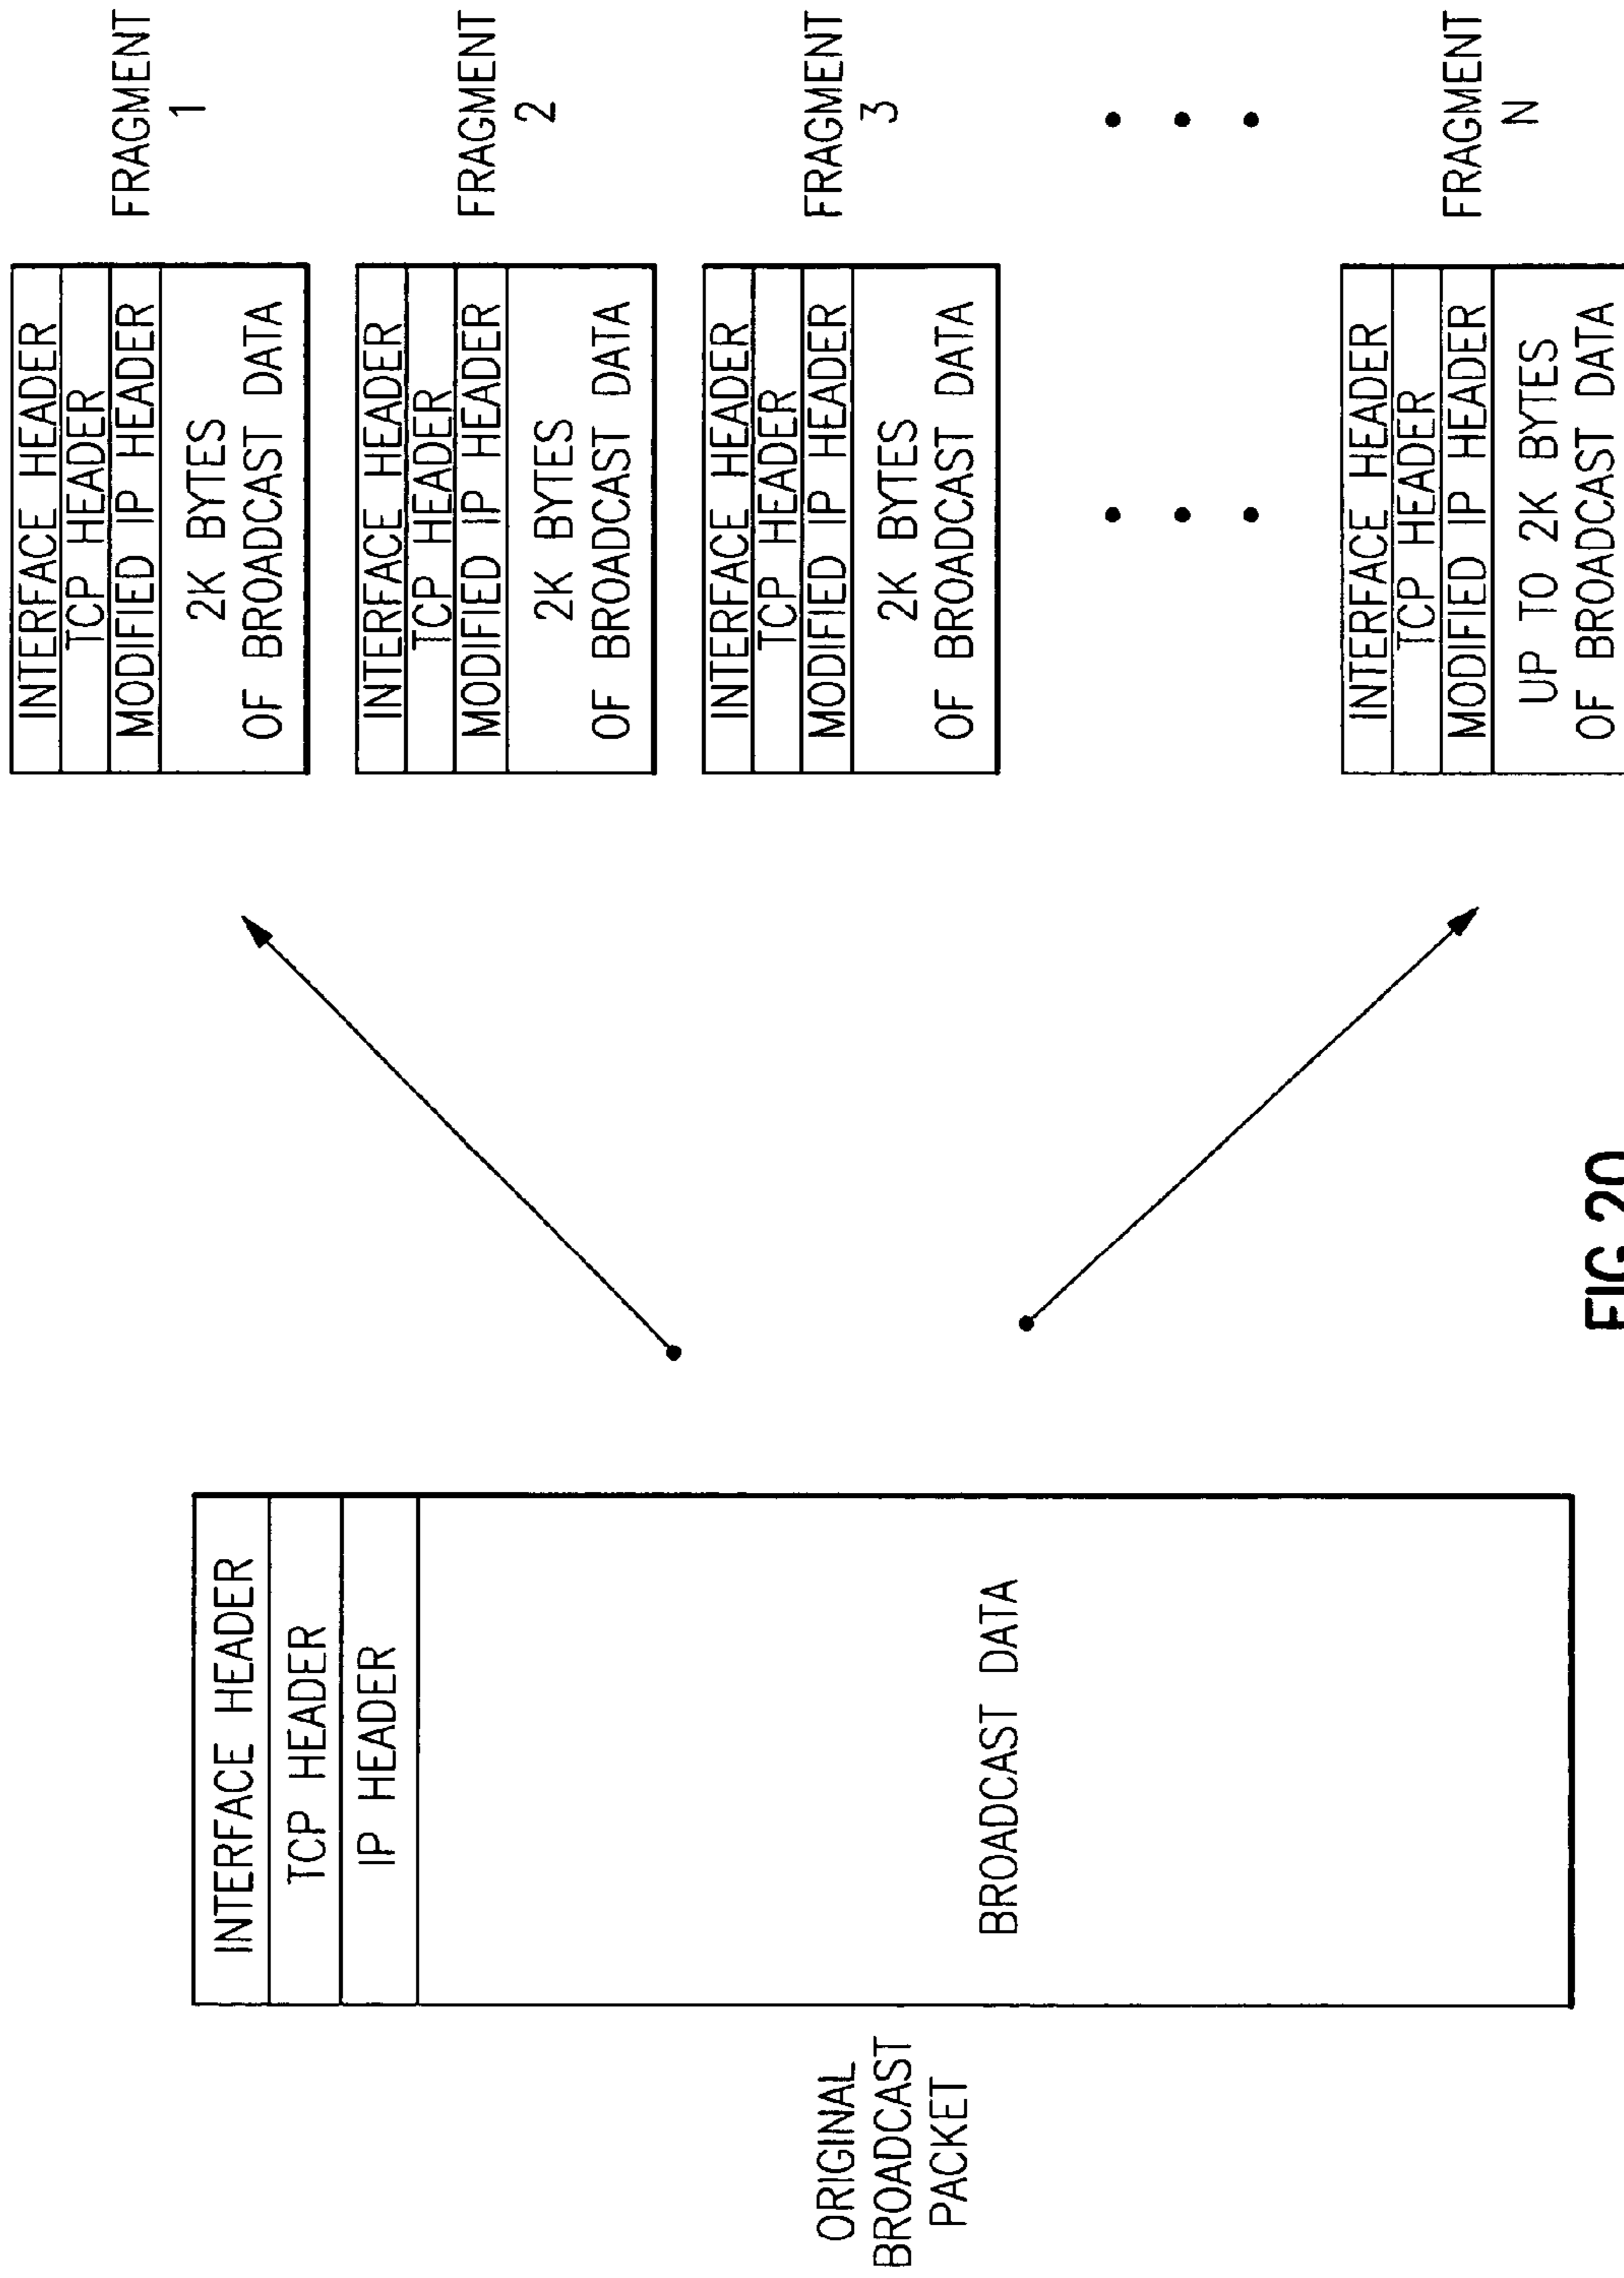 ORIGINAL
BROADCAST
PACKET
INTERFACE HEADER
TCP HEADER
IP HEADER
BROADCAST DATA
INTERFACE HEADER
TCP HEADER
MODIFIED IP HEADER
2K BYTES
OF BROADCAST DATA
FRAGMENT
1
INTERFACE HEADER
TCP HEADER
MODIFIED IP HEADER
2K BYTES
OF BROADCAST DATA
FRAGMENT
2
INTERFACE HEADER
TCP HEADER
MODIFIED IP HEADER
2K BYTES
OF BROADCAST DATA
FRAGMENT
3
INTERFACE HEADER
TCP HEADER
MODIFIED IP HEADER
UP TO 2K BYTES
OF BROADCAST DATA
FRAGMENT
N
FIG.20